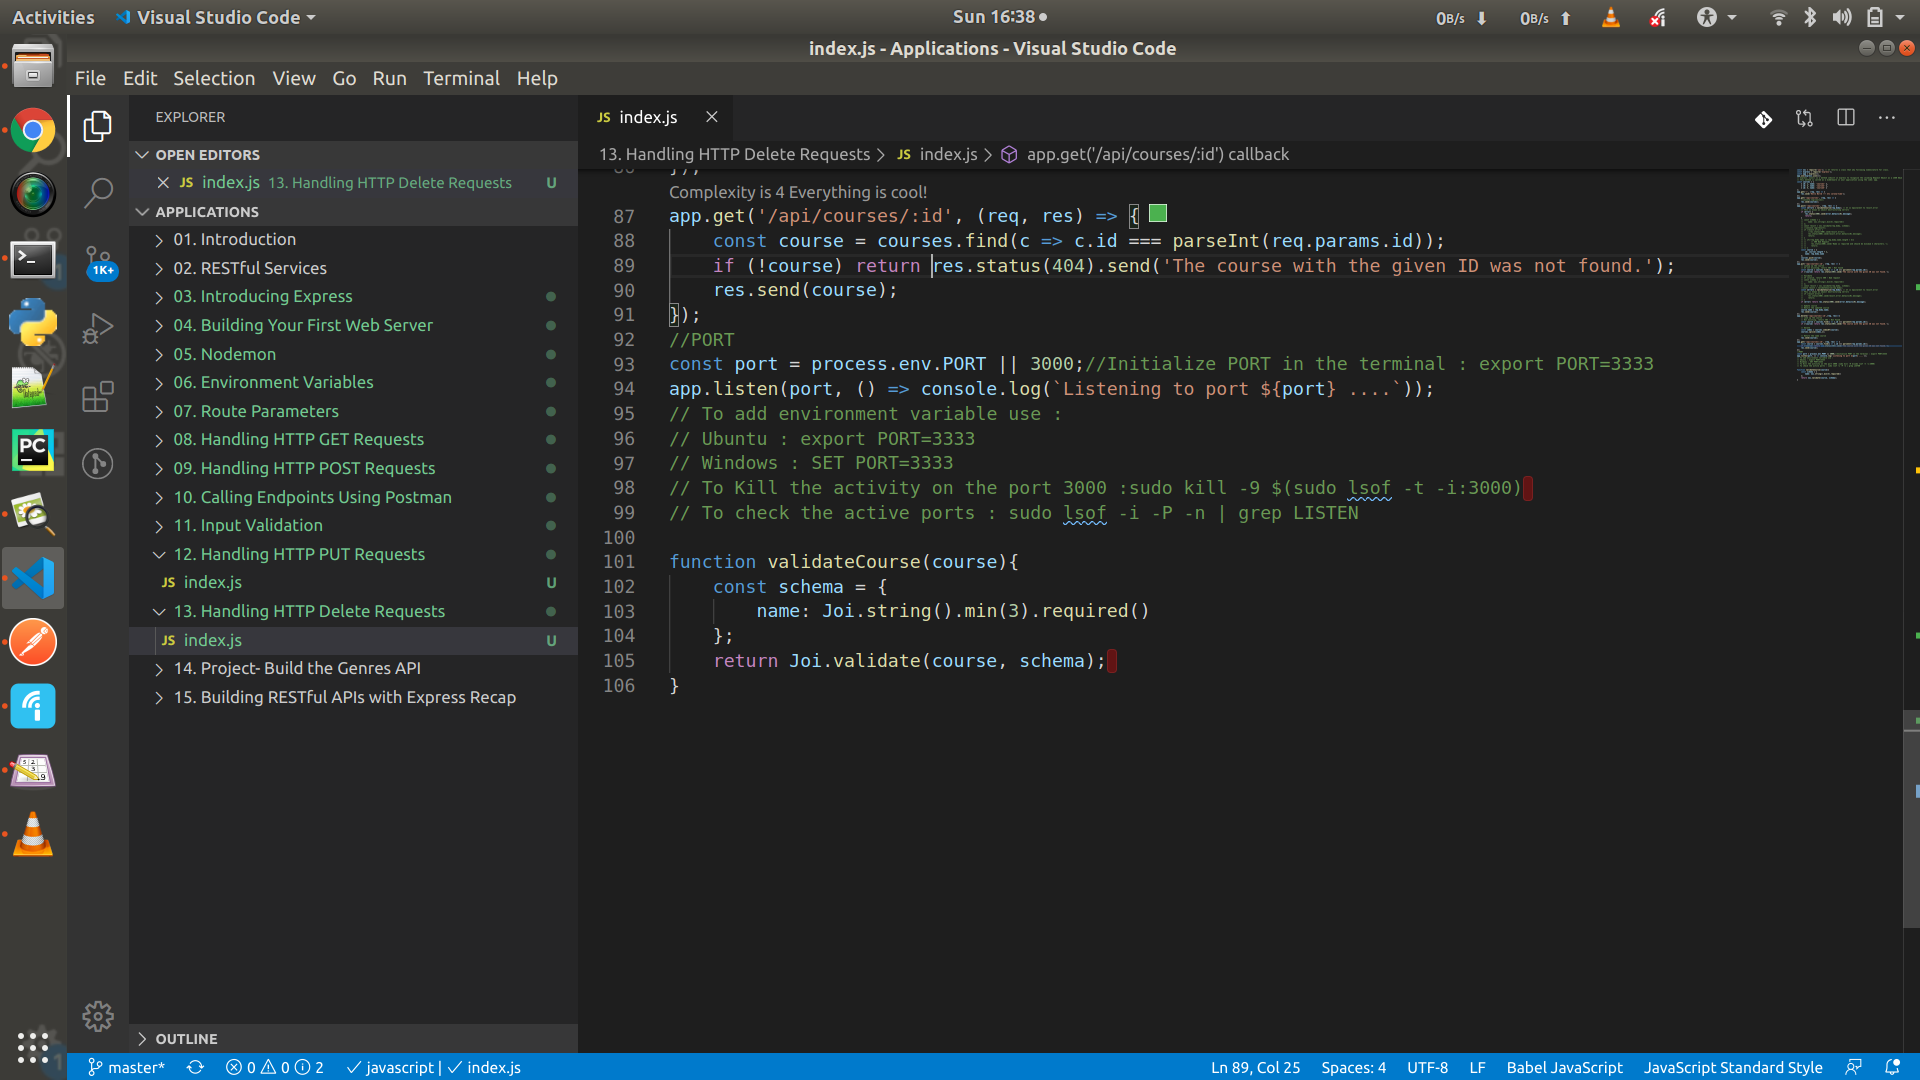 Activities Visual Studio Code Sun 16:38 0B/s 0B/s
index.js - Applications - Visual Studio Code
File Edit Selection View Go Run Terminal Help
EXPLORER
OPEN EDITORS
JS index.js 13. Handling HTTP Delete Requests U
APPLICATIONS
01. Introduction
02. RESTful Services
03. Introducing Express
04. Building Your First Web Server
05. Nodemon
06. Environment Variables
07. Route Parameters
08. Handling HTTP GET Requests
09. Handling HTTP POST Requests
10. Calling Endpoints Using Postman
11. Input Validation
12. Handling HTTP PUT Requests
JS index.js U
13. Handling HTTP Delete Requests
JS index.js U
14. Project- Build the Genres API
15. Building RESTful APIs with Express Recap
OUTLINE
1K+
PC
JS index.js
13. Handling HTTP Delete Requests > JS index.js > app.get('/api/courses/:id') callback
Complexity is 4 Everything is cool!
87 app.get('/api/courses/:id', (req, res) => {
88 const course = courses.find(c => c.id === parseInt(req.params.id));
89 if (!course) return res.status(404).send('The course with the given ID was not found.');
90 res.send(course);
91 });
92 //PORT
93 const port = process.env.PORT || 3000;//Initialize PORT in the terminal : export PORT=3333
94 app.listen(port, () => console.log(`Listening to port ${port} ....`));
95 // To add environment variable use :
96 // Ubuntu : export PORT=3333
97 // Windows : SET PORT=3333
98 // To Kill the activity on the port 3000 :sudo kill -9 $(sudo lsof -t -i:3000)
99 // To check the active ports : sudo lsof -i -P -n | grep LISTEN
100
101 function validateCourse(course){
102 const schema = {
103 name: Joi.string().min(3).required()
104 };
105 return Joi.validate(course, schema);
106 }
master* 0 0 2 javascript | index.js Ln 89, Col 25 Spaces: 4 UTF-8 LF Babel JavaScript JavaScript Standard Style